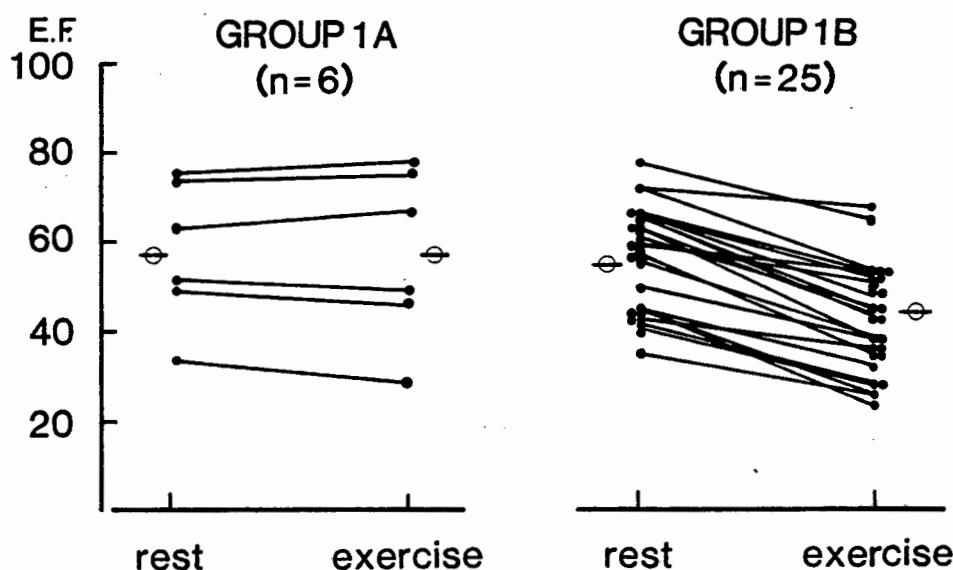 E.F.
GROUP 1A
(n=6)
GROUP 1B
(n=25)
100
80
60
40
20
rest
exercise
rest
exercise